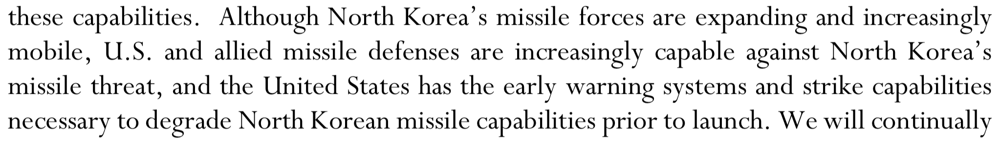 these capabilities.  Although North Korea’s missile forces are expanding and increasingly
mobile, U.S. and allied missile defenses are increasingly capable against North Korea’s
missile threat, and the United States has the early warning systems and strike capabilities
necessary to degrade North Korean missile capabilities prior to launch. We will continually